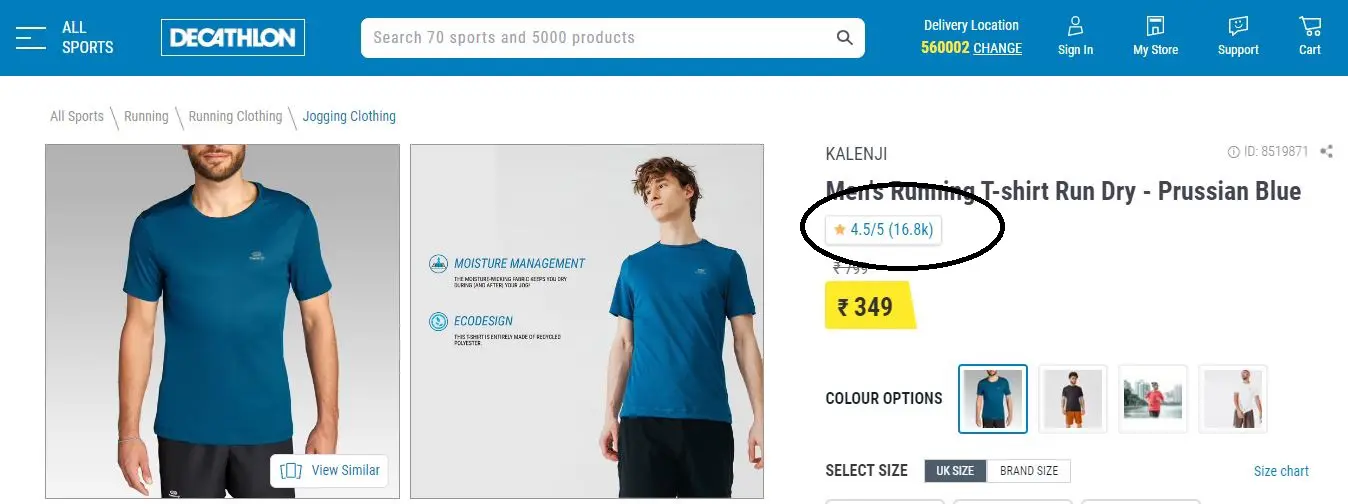 ALL
SPORTS
DECATHLON
Search 70 sports and 5000 products
Delivery Location
560002 CHANGE
Sign In
My Store
Support
Cart
All Sports \ Running \ Running Clothing \ Jogging Clothing
KALENJI
ID: 8519871
Men's Running T-shirt Run Dry - Prussian Blue
4.5/5 (16.8k)
₹ 799
₹ 349
MOISTURE MANAGEMENT
THE MOISTURE-WICKING FABRIC KEEPS YOU DRY
DURING (AND AFTER) YOUR JOG!
ECODESIGN
THIS T-SHIRT IS ENTIRELY MADE OF RECYCLED
POLYESTER.
View Similar
COLOUR OPTIONS
SELECT SIZE
UK SIZE
BRAND SIZE
Size chart